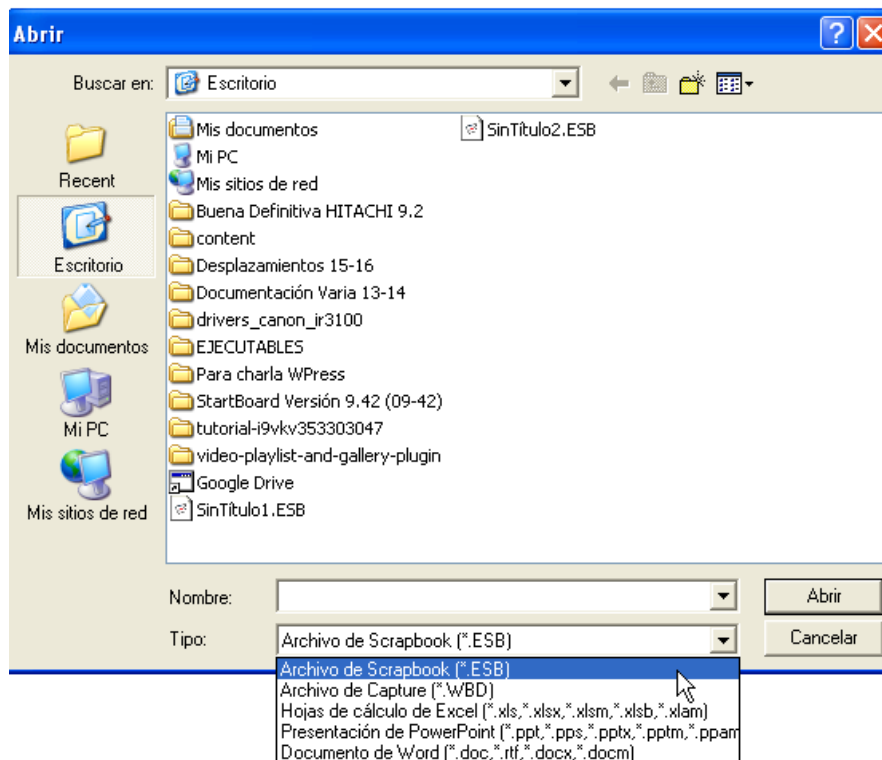 Abrir
Buscar en: Escritorio
Recent
Escritorio
Mis documentos
Mi PC
Mis sitios de red
Mis documentos
Mi PC
Mis sitios de red
Buena Definitiva HITACHI 9.2
content
Desplazamientos 15-16
Documentación Varia 13-14
drivers_canon_ir3100
EJECUTABLES
Para charla WPress
StartBoard Versión 9.42 (09-42)
tutorial-i9vkv353303047
video-playlist-and-gallery-plugin
Google Drive
SinTítulo1.ESB
SinTítulo2.ESB
Nombre:
Abrir
Tipo: Archivo de Scrapbook (*.ESB)
Cancelar
Archivo de Scrapbook (*.ESB)
Archivo de Capture (*.WBD)
Hojas de cálculo de Excel (*.xls,*.xlsx,*.xlsm,*.xlsb,*.xlam)
Presentación de PowerPoint (*.ppt,*.pps,*.pptx,*.pptm,*.ppam
Documento de Word (*.doc,*.rtf,*.docx,*.docm)